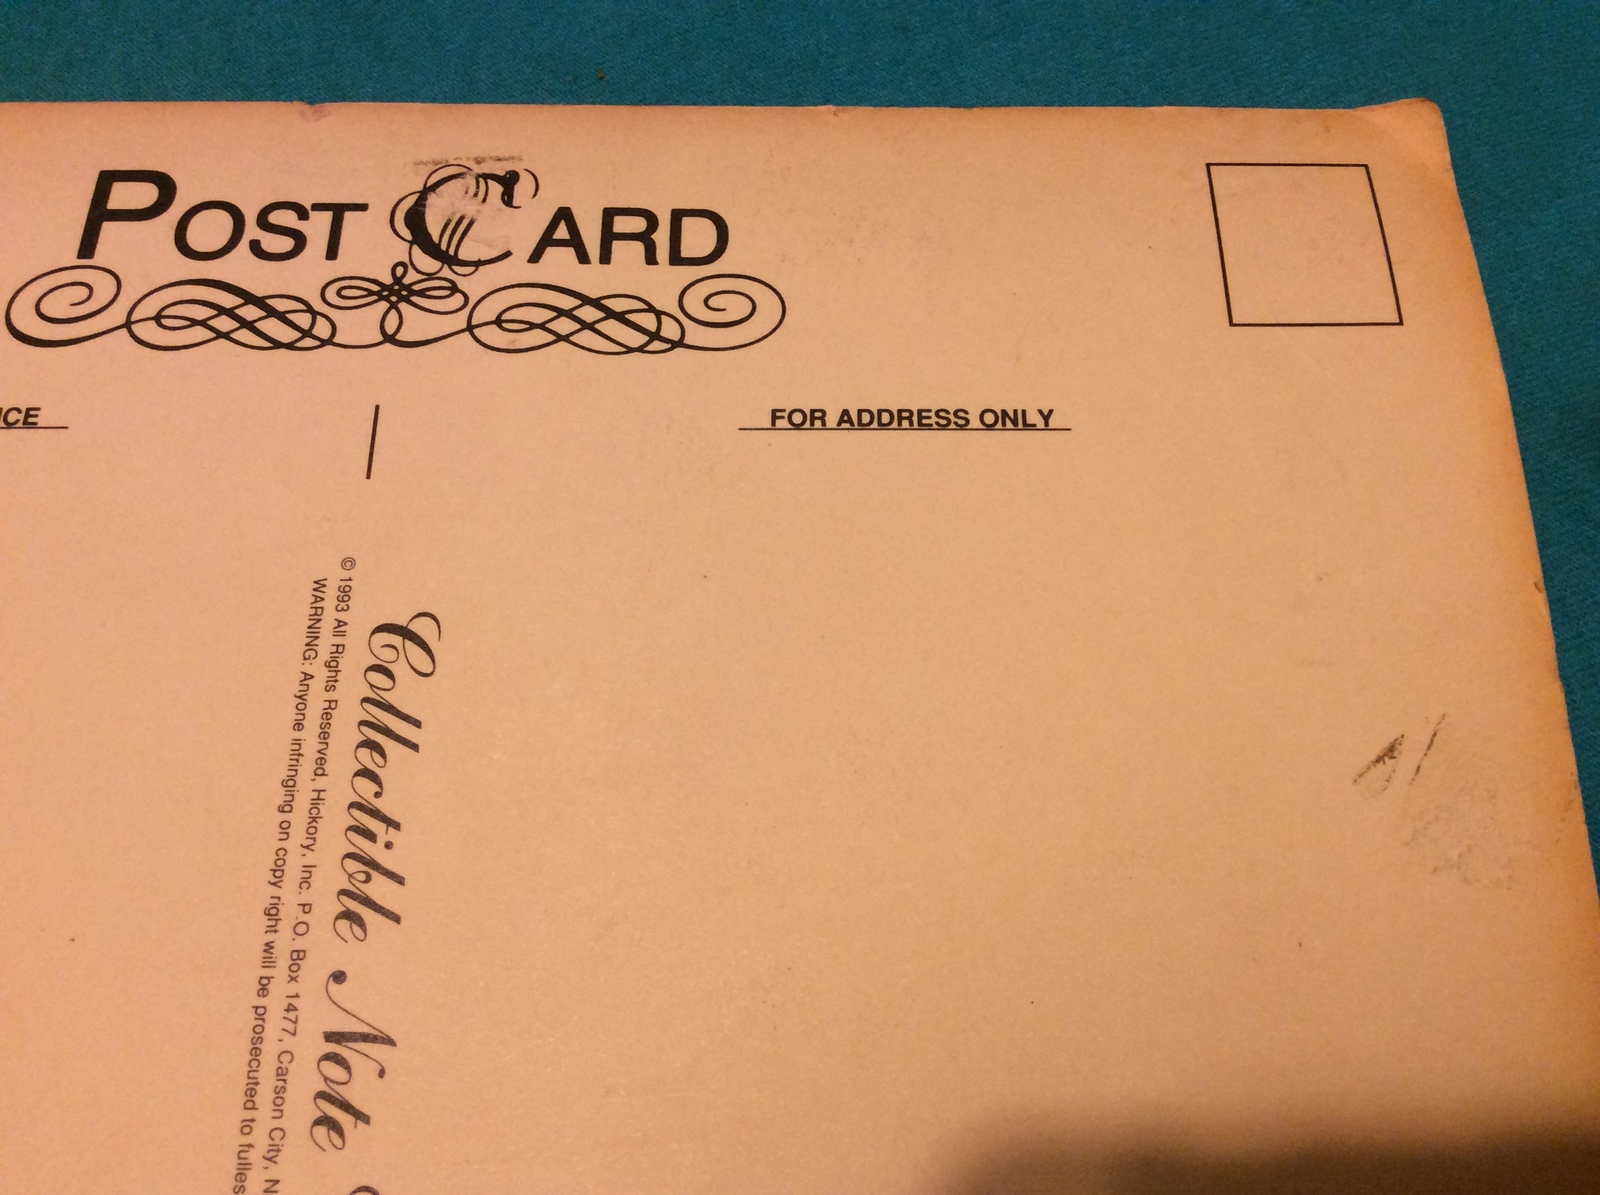 POST CARD
CE
FOR ADDRESS ONLY
Collectible Note
© 1993 All Rights Reserved, Hickory, Inc. P.O. Box 1477, Carson City, N
WARNING: Anyone infringing on copy right will be prosecuted to fulles